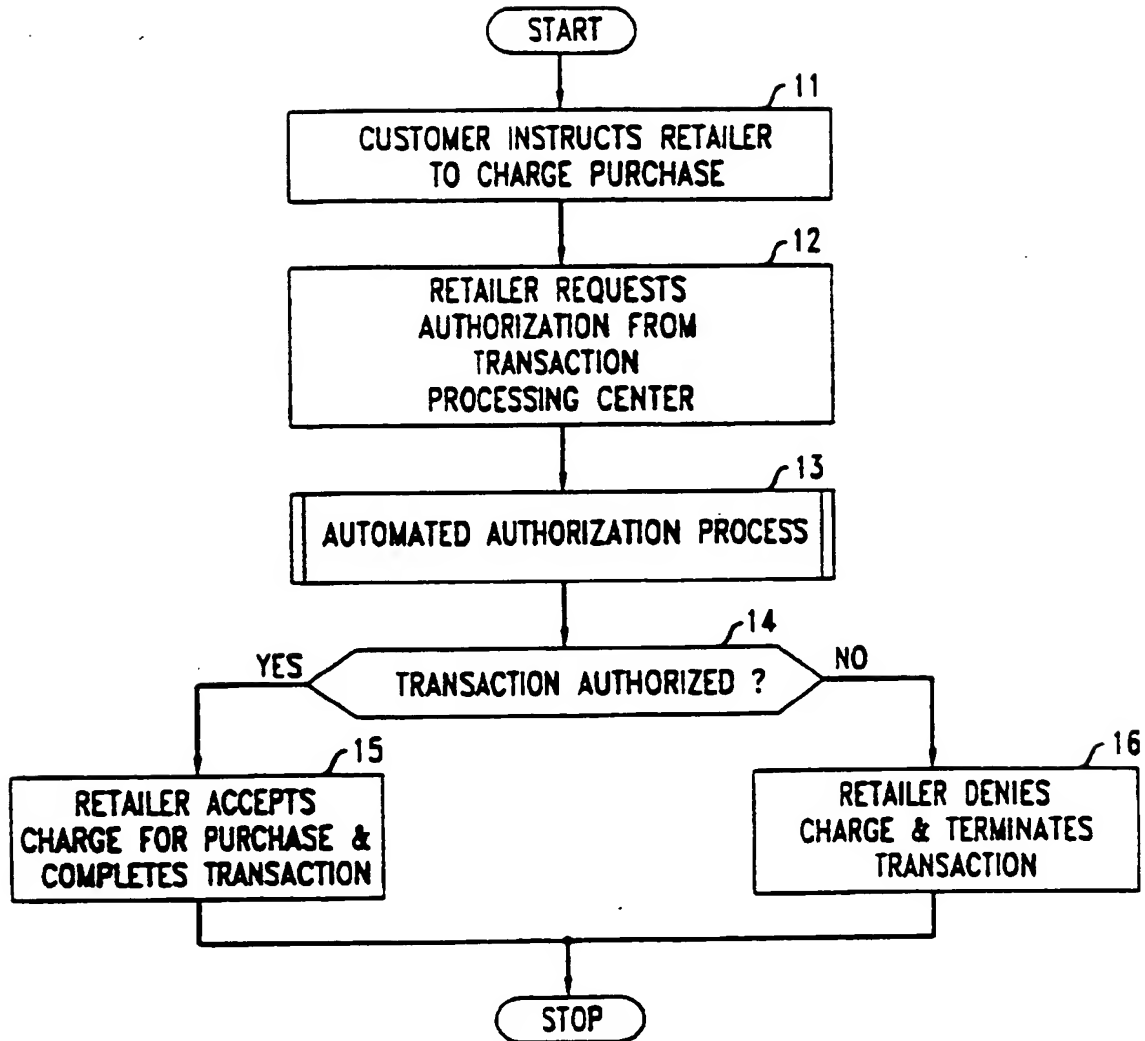 START
11
CUSTOMER INSTRUCTS RETAILER
TO CHARGE PURCHASE
12
RETAILER REQUESTS
AUTHORIZATION FROM
TRANSACTION
PROCESSING CENTER
13
AUTOMATED AUTHORIZATION PROCESS
14
YES
TRANSACTION AUTHORIZED ?
NO
15
RETAILER ACCEPTS
CHARGE FOR PURCHASE &
COMPLETES TRANSACTION
16
RETAILER DENIES
CHARGE & TERMINATES
TRANSACTION
STOP